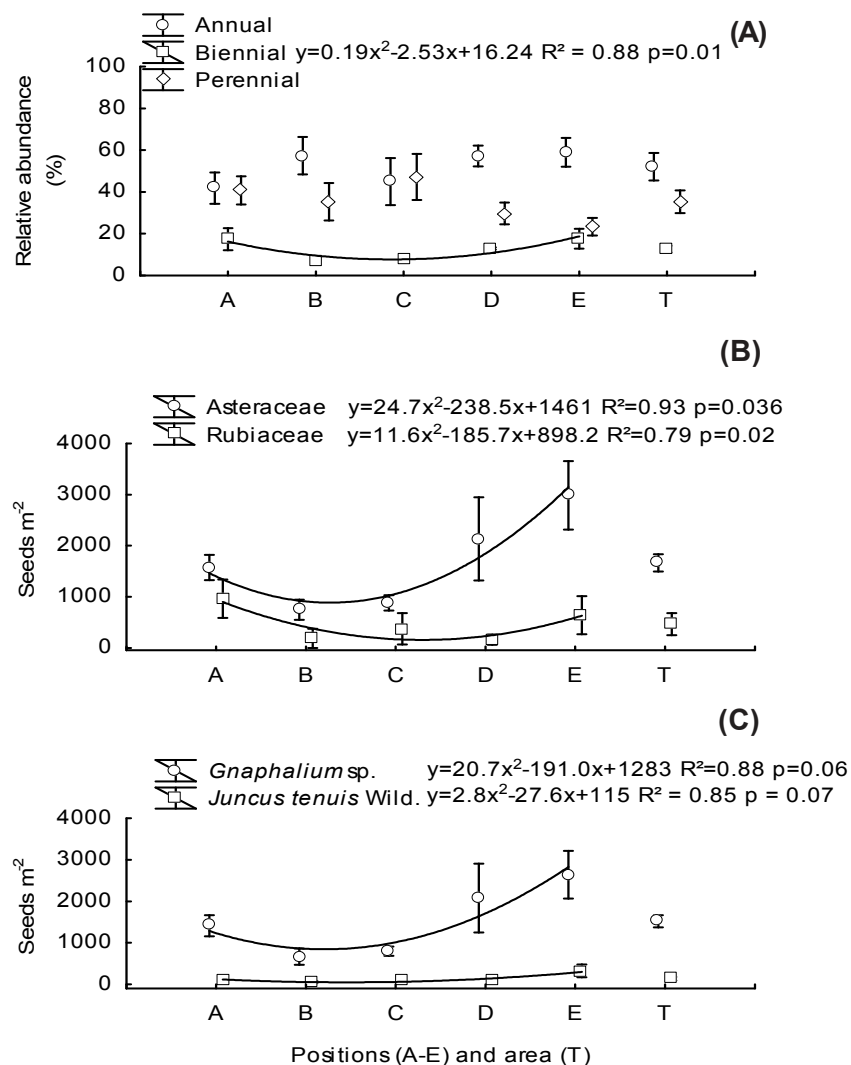 Annual (A)
Biennial y=0.19x²-2.53x+16.24 R² = 0.88 p=0.01
Perennial
Relative abundance
(%)
100
80
60
40
20
0
A B C D E T
(B)
Asteraceae y=24.7x²-238.5x+1461 R²=0.93 p=0.036
Rubiaceae y=11.6x²-185.7x+898.2 R²=0.79 p=0.02
Seeds m⁻²
4000
3000
2000
1000
0
A B C D E T
(C)
Gnaphalium sp. y=20.7x²-191.0x+1283 R²=0.88 p=0.06
Juncus tenuis Wild. y=2.8x²-27.6x+115 R² = 0.85 p = 0.07
Seeds m⁻²
4000
3000
2000
1000
0
A B C D E T
Positions (A-E) and area (T)